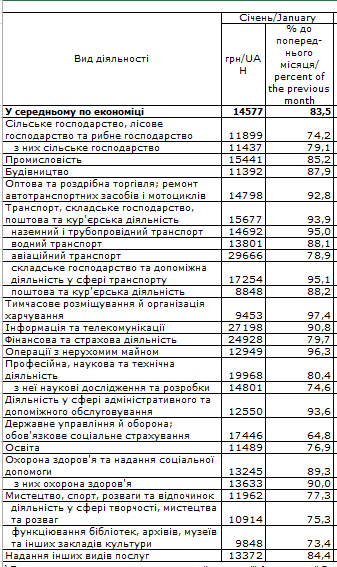 Січень/January
Вид діяльності
грн/UA
H
% до
поперед-
нього
місяця/
percent of
the previous
month
У середньому по економіці 14577 83,5
Сільське господарство, лісове
господарство та рибне господарство 11899 74,2
з них сільське господарство 11437 79,1
Промисловість 15441 85,2
Будівництво 11392 87,9
Оптова та роздрібна торгівля; ремонт
автотранспортних засобів і мотоциклів 14798 92,8
Транспорт, складське господарство,
поштова та кур'єрська діяльність 15677 93,9
наземний і трубопровідний транспорт 14692 95,0
водний транспорт 13801 88,1
авіаційний транспорт 29666 78,9
складське господарство та допоміжна
діяльність у сфері транспорту 17254 95,1
поштова та кур'єрська діяльність 8848 88,2
Тимчасове розміщування й організація
харчування 9453 97,4
Інформація та телекомунікації 27198 90,8
Фінансова та страхова діяльність 24928 79,7
Операції з нерухомим майном 12949 96,3
Професійна, наукова та технічна
діяльність 19968 80,4
з неї наукові дослідження та розробки 14801 74,6
Діяльність у сфері адміністративного та
допоміжного обслуговування 12550 93,6
Державне управління й оборона;
обов'язкове соціальне страхування 17446 64,8
Освіта 11489 76,9
Охорона здоров'я та надання соціальної
допомоги 13245 89,3
з них охорона здоров'я 13633 90,0
Мистецтво, спорт, розваги та відпочинок 11962 77,3
діяльність у сфері творчості, мистецтва
та розваг 10914 75,3
функціювання бібліотек, архівів, музеїв
та інших закладів культури 9848 73,4
Надання інших видів послуг 13372 84,4